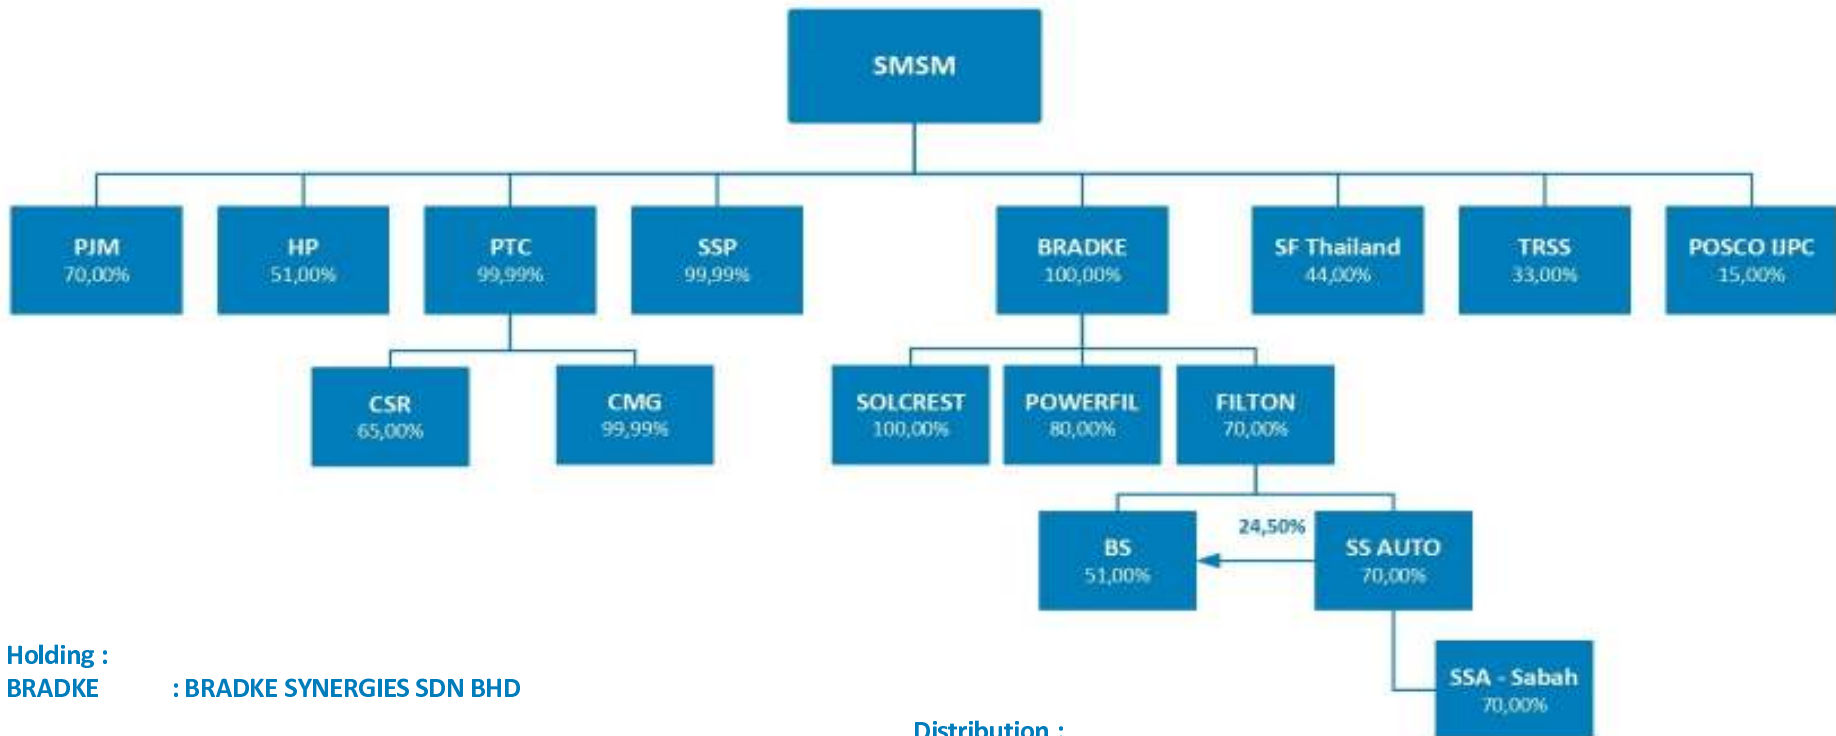 SMSM
PJM
70,00%
HP
51,00%
PTC
99,99%
SSP
99,99%
BRADKE
100,00%
SF Thailand
44,00%
TRSS
33,00%
POSCO IJPC
15,00%
CSR
65,00%
CMG
99,99%
SOLCREST
100,00%
POWERFIL
80,00%
FILTON
70,00%
BS
51,00%
24,50%
SS AUTO
70,00%
SSA - Sabah
70,00%
Holding :
BRADKE : BRADKE SYNERGIES SDN BHD
Distribution :